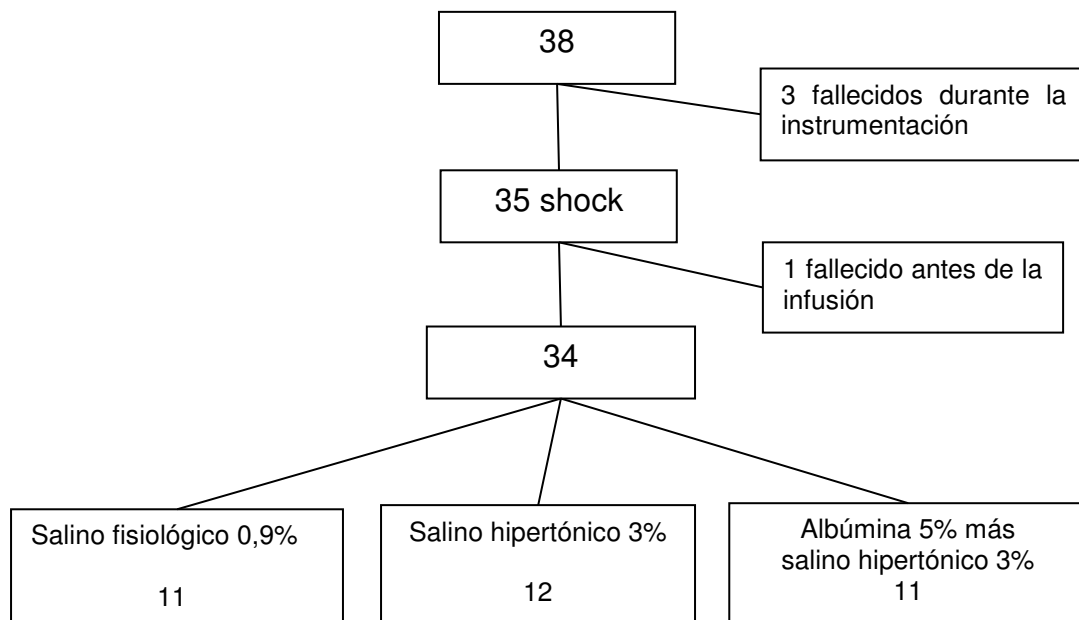 38
3 fallecidos durante la
instrumentación
35 shock
1 fallecido antes de la
infusión
34
Salino fisiológico 0,9%
11
Salino hipertónico 3%
12
Albúmina 5% más
salino hipertónico 3%
11